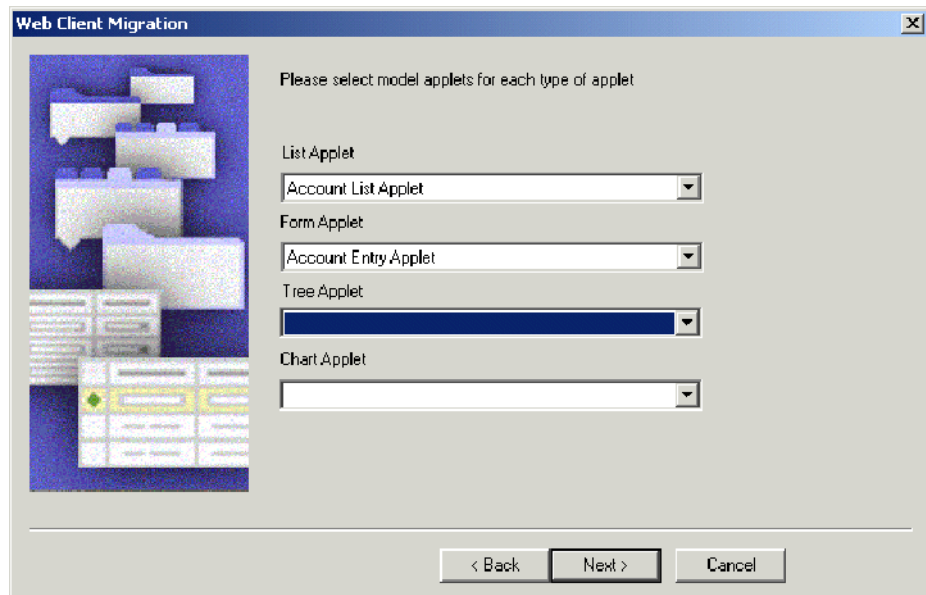 Web Client Migration
Please select model applets for each type of applet
List Applet
Account List Applet
Form Applet
Account Entry Applet
Tree Applet
Chart Applet
< Back Next > Cancel